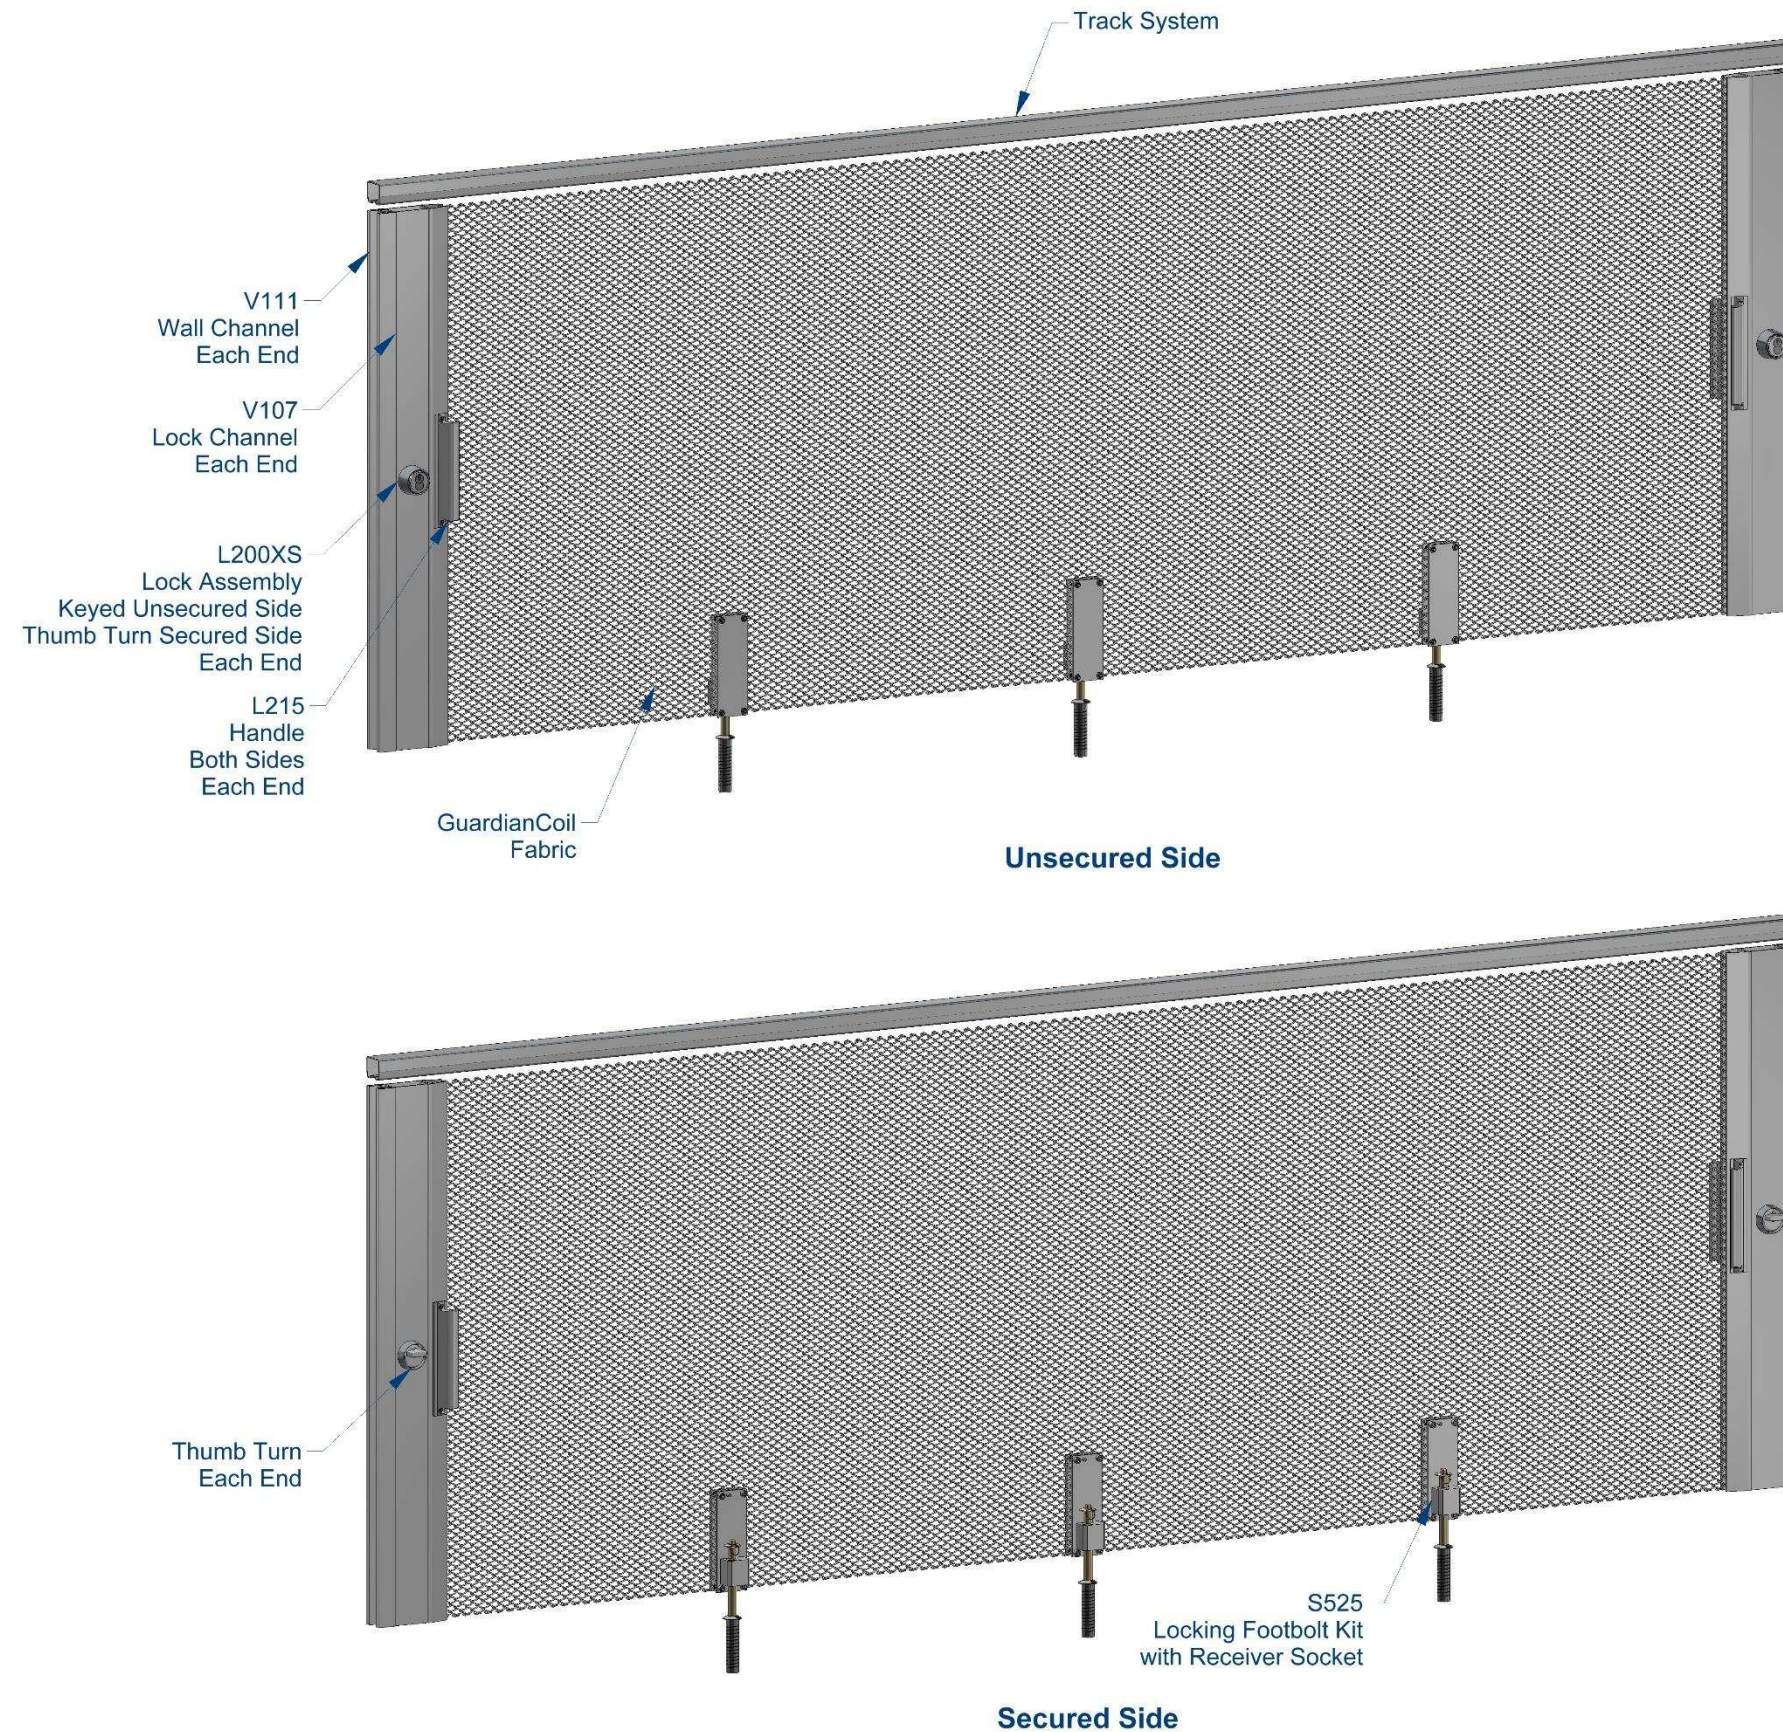 Track System
V111
Wall Channel
Each End
V107
Lock Channel
Each End
L200XS
Lock Assembly
Keyed Unsecured Side
Thumb Turn Secured Side
Each End
L215
Handle
Both Sides
Each End
GuardianCoil
Fabric
Unsecured Side
Thumb Turn
Each End
S525
Locking Footbolt Kit
with Receiver Socket
Secured Side